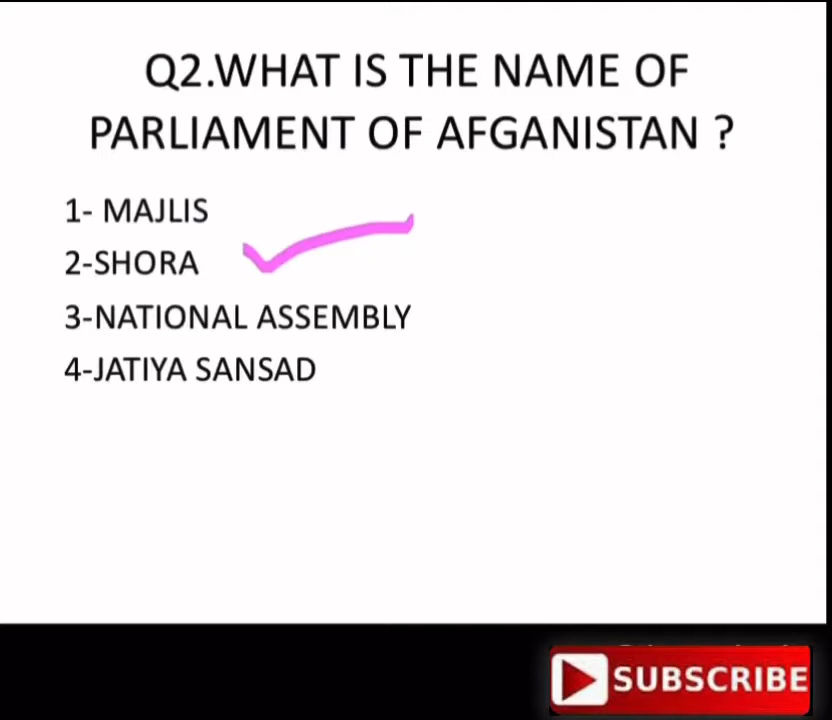 Q2.WHAT IS THE NAME OF
PARLIAMENT OF AFGANISTAN ?
1- MAJLIS
2-SHORA
3-NATIONAL ASSEMBLY
4-JATIYA SANSAD
SUBSCRIBE